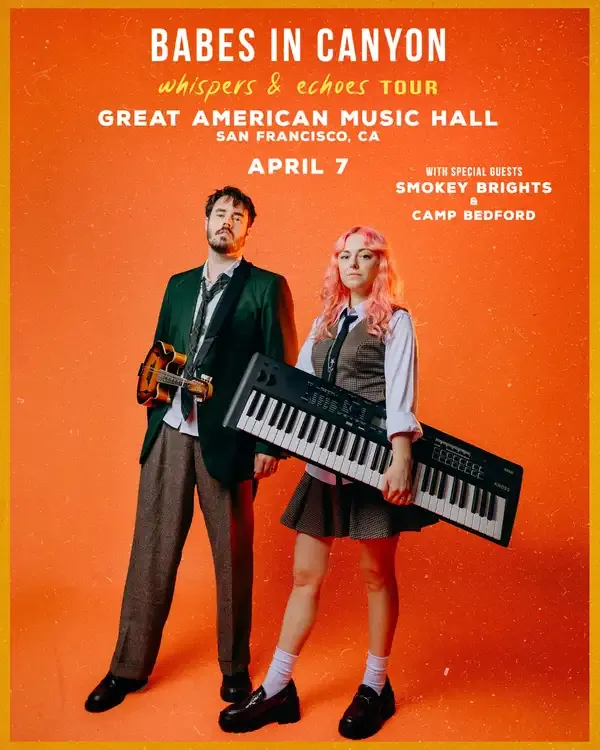 BABES IN CANYON
whispers & echoes TOUR
GREAT AMERICAN MUSIC HALL
SAN FRANCISCO, CA
APRIL 7
WITH SPECIAL GUESTS
SMOKEY BRIGHTS
&
CAMP BEDFORD